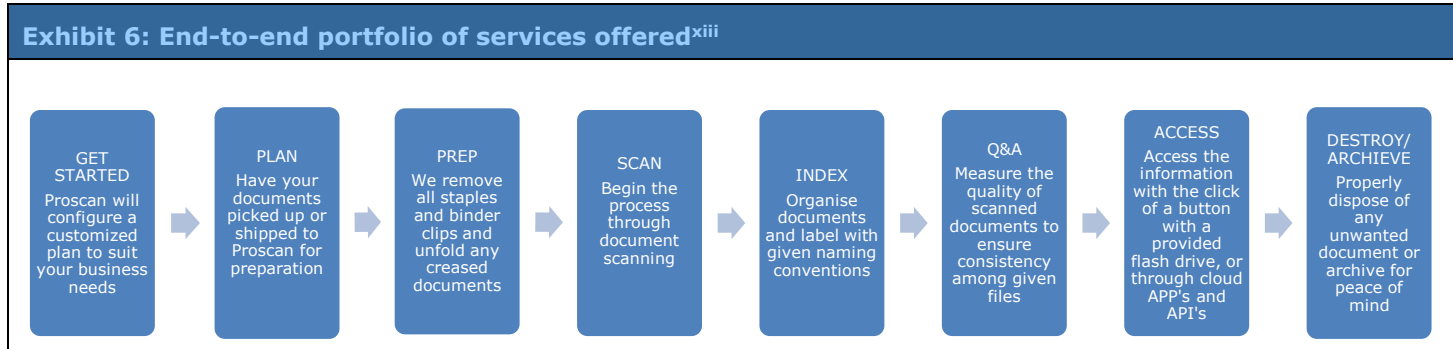 Exhibit 6: End-to-end portfolio of services offeredxiii
GET
STARTED
Proscan will
configure a
customized
plan to suit
your business
needs
PLAN
Have your
documents
picked up or
shipped to
Proscan for
preparation
PREP
We remove
all staples
and binder
clips and
unfold any
creased
documents
SCAN
Begin the
process
through
document
scanning
INDEX
Organise
documents
and label with
given naming
conventions
Q&A
Measure the
quality of
scanned
documents to
ensure
consistency
among given
files
ACCESS
Access the
information
with the click
of a button
with a
provided
flash drive, or
through cloud
APP's and
API's
DESTROY/
ARCHIEVE
Properly
dispose of
any
unwanted
document or
archive for
peace of
mind